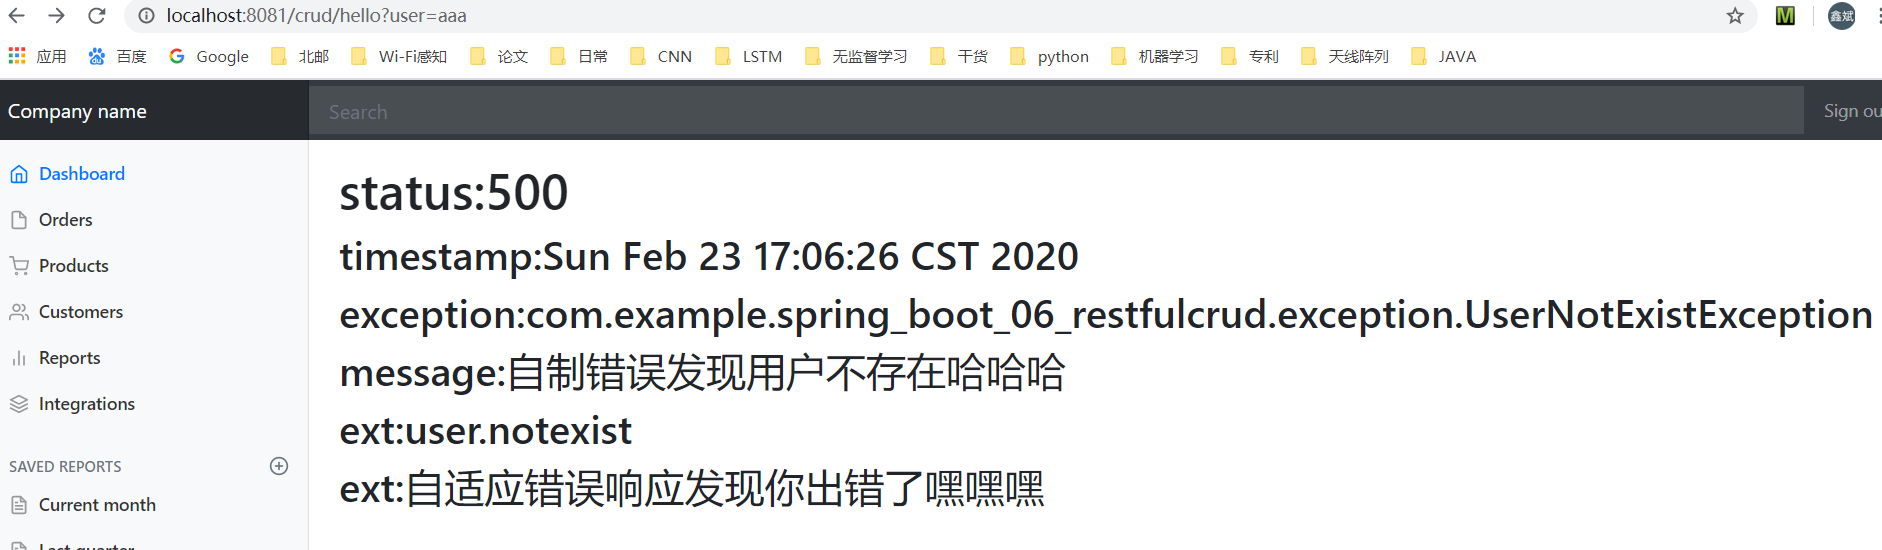 localhost:8081/crud/hello?user=aaa
M
鑫斌
应用 百度 Google 北邮 Wi-Fi感知 论文 日常 CNN LSTM 无监督学习 干货 python 机器学习 专利 天线阵列 JAVA
Company name Search Sign ou
Dashboard
Orders
Products
Customers
Reports
Integrations
SAVED REPORTS
Current month
Last quarter
status:500
timestamp:Sun Feb 23 17:06:26 CST 2020
exception:com.example.spring_boot_06_restfulcrud.exception.UserNotExistException
message:自制错误发现用户不存在哈哈哈
ext:user.notexist
ext:自适应错误响应发现你出错了嘿嘿嘿